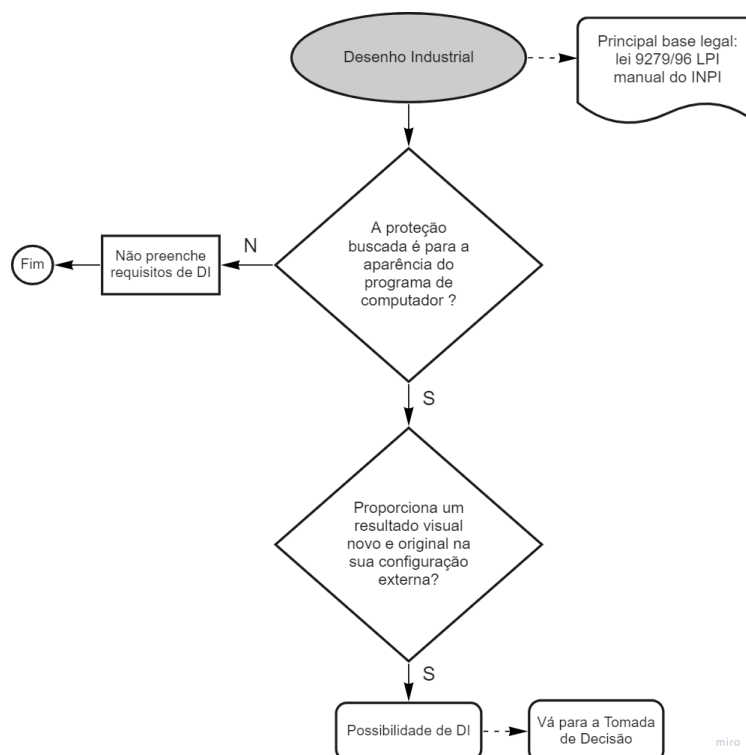 Desenho Industrial
Principal base legal:
lei 9279/96 LPI
manual do INPI
A proteção
buscada é para a
aparência do
programa de
computador ?
N
Não preenche
requisitos de DI
Fim
S
Proporciona um
resultado visual
novo e original na
sua configuração
externa?
S
Possibilidade de DI
Vá para a Tomada
de Decisão
miro